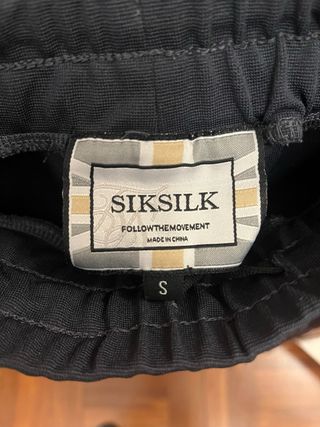 SIKSILK
FOLLOWTHEMOVEMENT
MADE IN CHINA
S